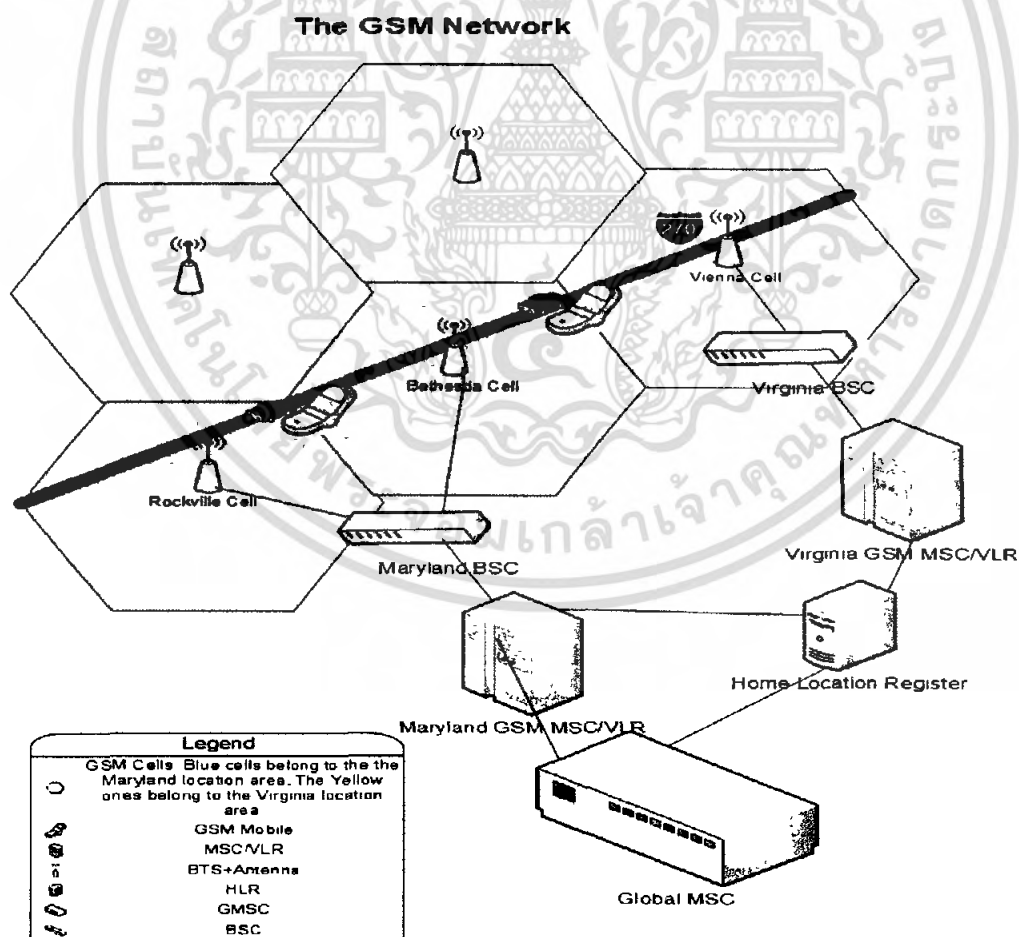 The GSM Network
270
Vienna Cell
Bethesda Cell
Virginia BSC
Rockville Cell
Maryland BSC
Virginia GSM MSC/VLR
Home Location Register
Maryland GSM MSC/VLR
Global MSC
Legend
GSM Cells Blue cells belong to the the
Maryland location area. The Yellow
ones belong to the Virginia location
area
GSM Mobile
MSC/VLR
BTS+Antenna
HLR
GMSC
BSC